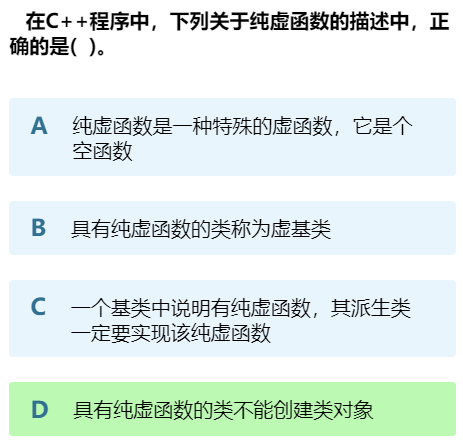 在C++程序中，下列关于纯虚函数的描述中，正
确的是( )。
A 纯虚函数是一种特殊的虚函数，它是个
空函数
B 具有纯虚函数的类称为虚基类
C 一个基类中说明有纯虚函数，其派生类
一定要实现该纯虚函数
D 具有纯虚函数的类不能创建类对象